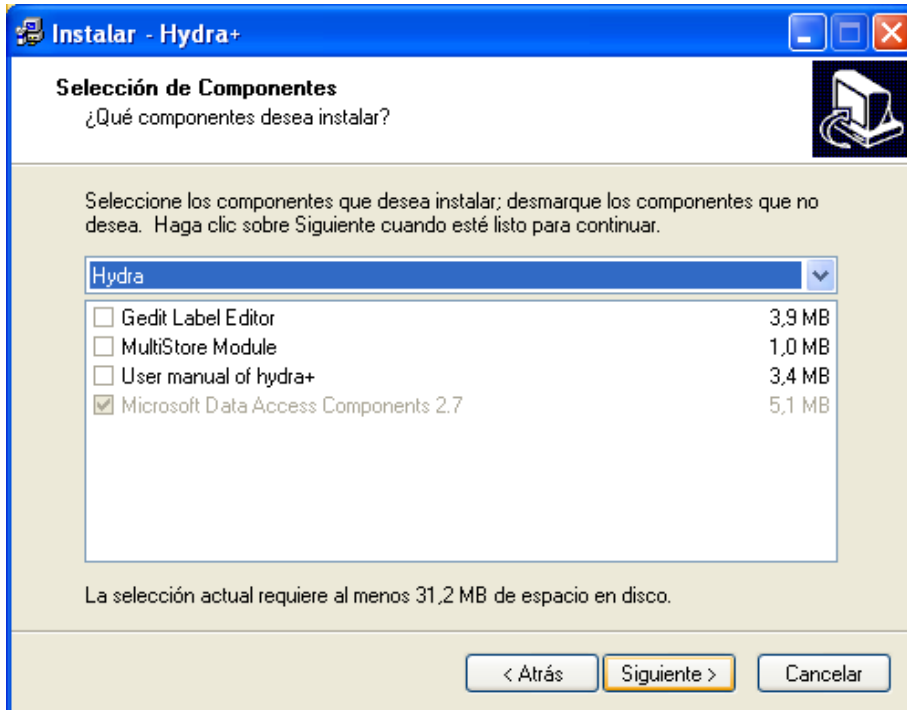 Instalar - Hydra+
Selección de Componentes
¿Qué componentes desea instalar?
Seleccione los componentes que desea instalar; desmarque los componentes que no
desea. Haga clic sobre Siguiente cuando esté listo para continuar.
Hydra
Gedit Label Editor 3,9 MB
MultiStore Module 1,0 MB
User manual of hydra+ 3,4 MB
Microsoft Data Access Components 2.7 5,1 MB
La selección actual requiere al menos 31,2 MB de espacio en disco.
< Atrás Siguiente > Cancelar